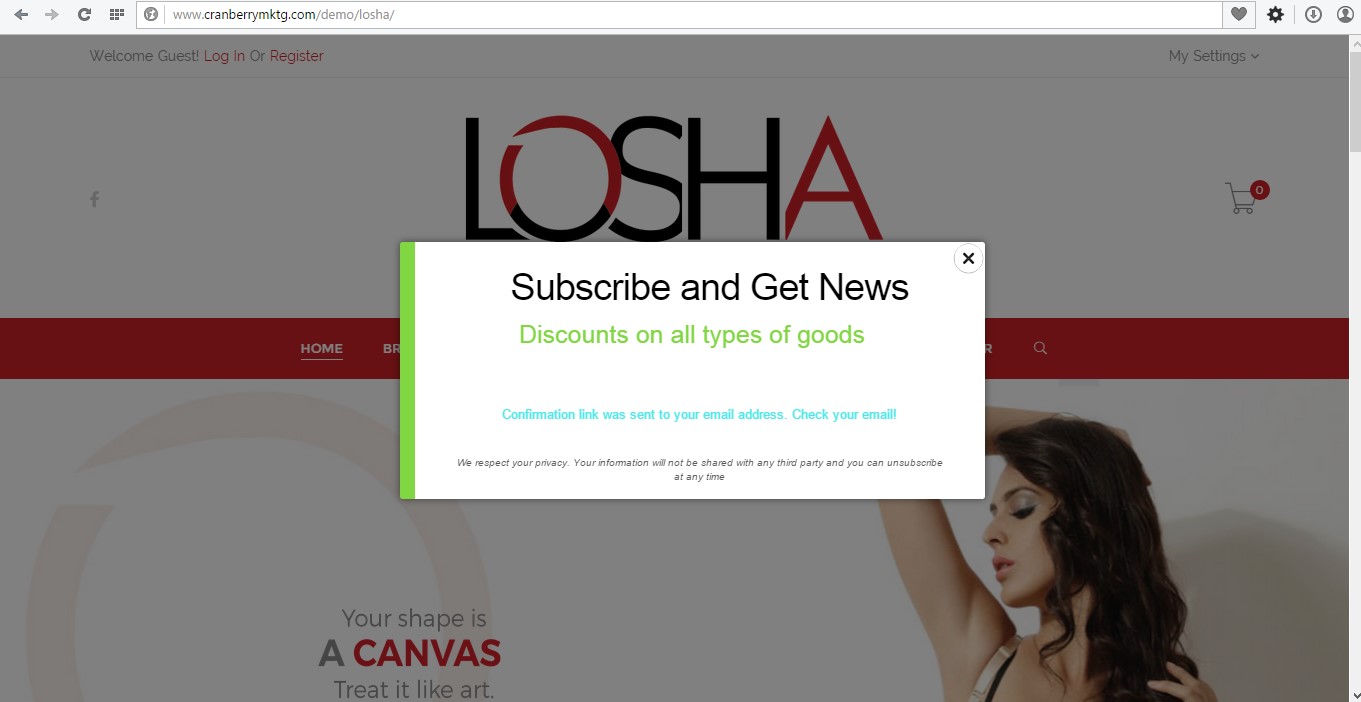 www.cranberrymktg.com/demo/losha/
Welcome Guest! Log In Or Register
My Settings
LOSHA
0
Subscribe and Get News
Discounts on all types of goods
HOME
BR
R
Confirmation link was sent to your email address. Check your email!
We respect your privacy. Your information will not be shared with any third party and you can unsubscribe
at any time
Your shape is
A CANVAS
Treat it like art.